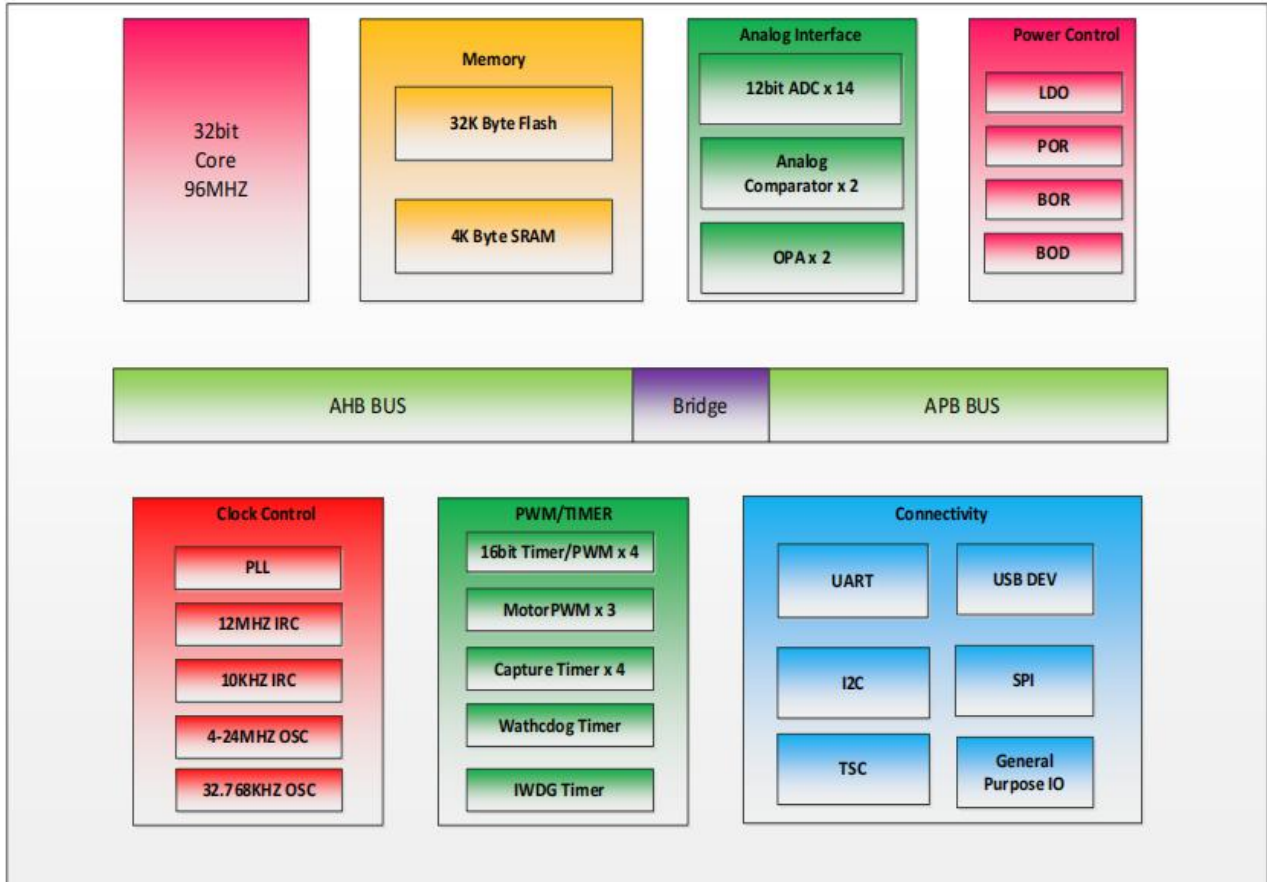 32bit
Core
96MHZ
Memory
32K Byte Flash
4K Byte SRAM
Analog Interface
12bit ADC x 14
Analog
Comparator x 2
OPA x 2
Power Control
LDO
POR
BOR
BOD
AHB BUS
Bridge
APB BUS
Clock Control
PLL
12MHZ IRC
10KHZ IRC
4-24MHZ OSC
32.768KHZ OSC
PWM/TIMER
16bit Timer/PWM x 4
MotorPWM x 3
Capture Timer x 4
Wathcdog Timer
IWDG Timer
Connectivity
UART
USB DEV
I2C
SPI
TSC
General
Purpose IO